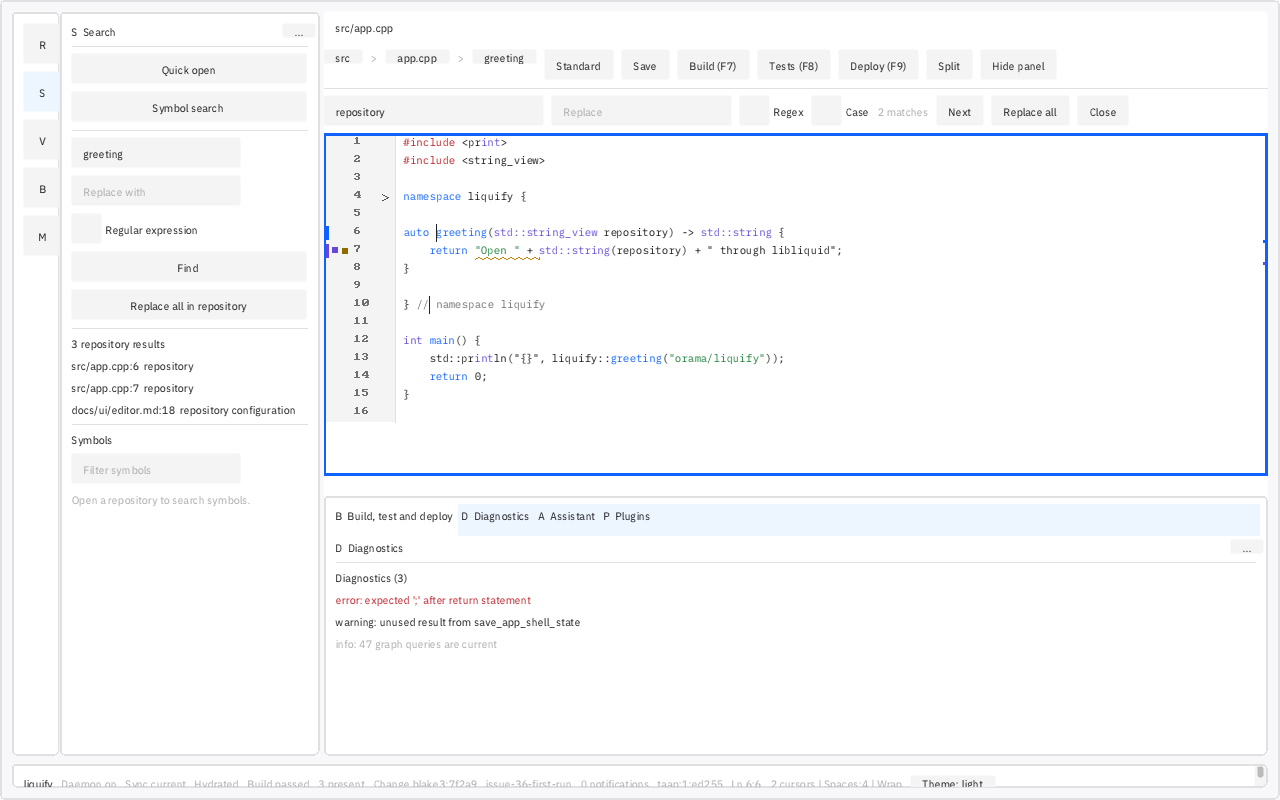 R
S
V
B
M
S Search
...
Quick open
Symbol search
greeting
Replace with
Regular expression
Find
Replace all in repository
3 repository results
src/app.cpp:6 repository
src/app.cpp:7 repository
docs/ui/editor.md:18 repository configuration
Symbols
Filter symbols
Open a repository to search symbols.
src/app.cpp
src > app.cpp > greeting Standard Save Build (F7) Tests (F8) Deploy (F9) Split Hide panel
repository Replace Regex Case 2 matches Next Replace all Close
1 #include <print>
2 #include <string_view>
3
4 > namespace liquify {
5
6 auto greeting(std::string_view repository) -> std::string {
7 return "Open " + std::string(repository) + " through libliquid";
8 }
9
10 } // namespace liquify
11
12 int main() {
13 std::println("{}", liquify::greeting("orama/liquify"));
14 return 0;
15 }
16
B Build, test and deploy D Diagnostics A Assistant P Plugins
D Diagnostics ...
Diagnostics (3)
error: expected ';' after return statement
warning: unused result from save_app_shell_state
info: 47 graph queries are current
liquify Daemon on Sync current Hydrated Build passed 3 present Change blake3:7f2a9 issue-36-first-run 0 notifications taap:1:ed255 Ln 6:6 2 cursors | Spaces:4 | Wrap Theme: light